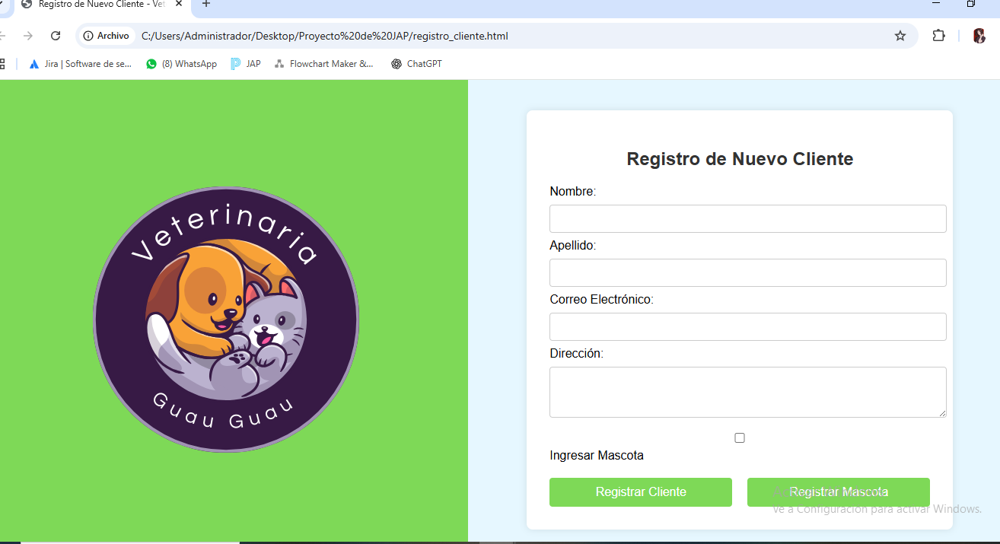 Registro de Nuevo Cliente - Vet
Archivo
C:/Users/Administrador/Desktop/Proyecto%20de%20JAP/registro_cliente.html
Jira | Software de se...
(8) WhatsApp
JAP
Flowchart Maker &...
ChatGPT
Veterinaria
Guau Guau
Registro de Nuevo Cliente
Nombre:
Apellido:
Correo Electrónico:
Dirección:
Ingresar Mascota
Registrar Cliente
Registrar Mascota
Ve a Configuración para activar Windows.